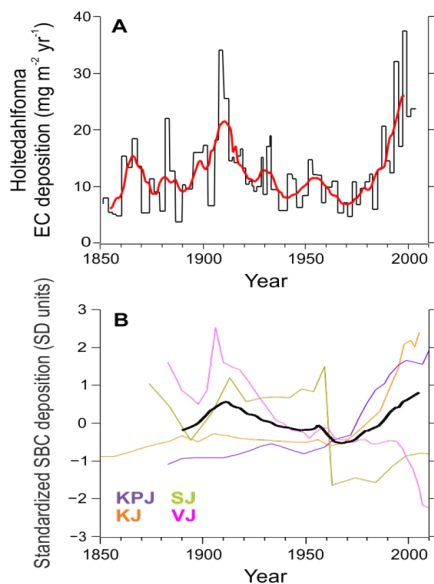 A
Holtedahlfonna
EC deposition (mg m⁻² yr⁻¹)
40
30
20
10
0
1850
1900
1950
2000
Year
B
Standardized SBC deposition (SD units)
3
2
1
0
−1
−2
−3
KPJ SJ
KJ VJ
1850
1900
1950
2000
Year